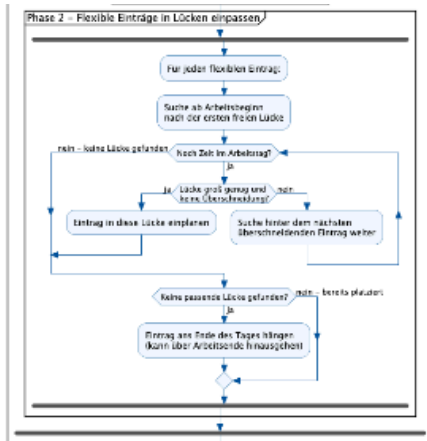 Phase 2 – Flexible Einträge in Lücken einpassen
Für jeden flexiblen Eintrag:
Suche ab Arbeitsbeginn
nach der ersten freien Lücke
Noch Zeit im Arbeitstag?
nein – keine Lücke gefunden
ja
Lücke groß genug und
keine Überschneidung?
ja
nein
Eintrag in diese Lücke einplanen
Suche hinter dem nächsten
überschneidenden Eintrag weiter
Keine passende Lücke gefunden?
nein – bereits platziert
ja
Eintrag ans Ende des Tages hängen
(kann über Arbeitsende hinausgehen)